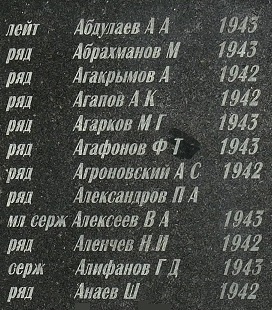 лейт Абдулаев А А 1943
ряд Абрахманов М 1943
ряд Агакрымов А 1942
ряд Агапов А К 1942
ряд Агарков М Г 1943
ряд Агафонов Ф Т 1943
ряд Агроновский А С 1942
ряд Александров П А
мл серж Алексеев В А 1943
ряд Аленчев Н.И 1942
серж Алифанов Г Д 1943
ряд Анаев Ш 1942